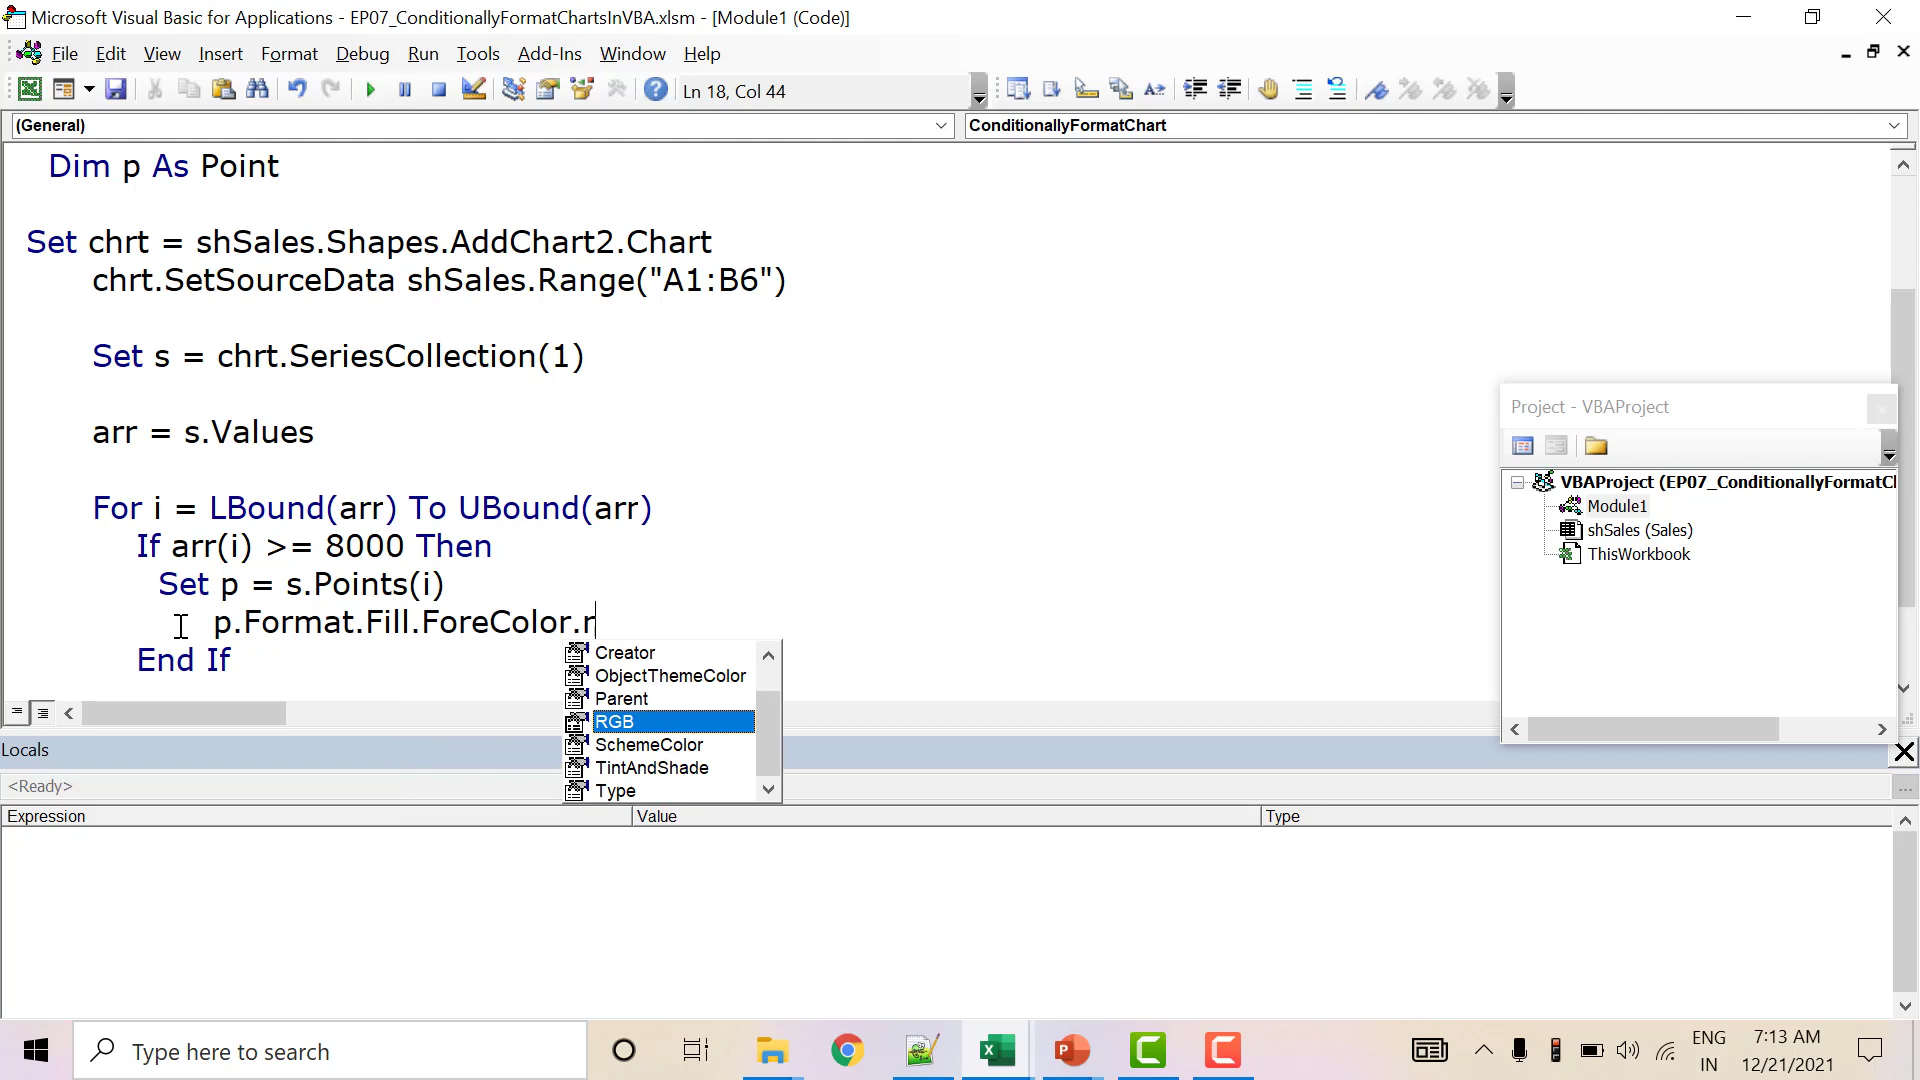 Microsoft Visual Basic for Applications - EP07_ConditionallyFormatChartsInVBA.xlsm - [Module1 (Code)]
File Edit View Insert Format Debug Run Tools Add-Ins Window Help
Ln 18, Col 44
(General) ConditionallyFormatChart
Dim p As Point
Set chrt = shSales.Shapes.AddChart2.Chart
chrt.SetSourceData shSales.Range("A1:B6")
Set s = chrt.SeriesCollection(1)
arr = s.Values
For i = LBound(arr) To UBound(arr)
If arr(i) >= 8000 Then
Set p = s.Points(i)
p.Format.Fill.ForeColor.r
End If
Creator
ObjectThemeColor
Parent
RGB
SchemeColor
TintAndShade
Type
Project - VBAProject
VBAProject (EP07_ConditionallyFormatCl
Module1
shSales (Sales)
ThisWorkbook
Locals
<Ready>
Expression Value Type
Type here to search
ENG
IN
7:13 AM
12/21/2021